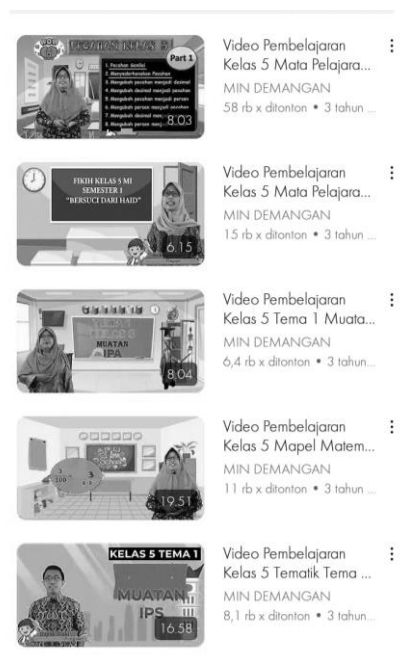 PECAHAN KELAS 5
Part 1
1. Pecahan Senilai
2. Menyederhanakan Pecahan
3. Mengubah pecahan menjadi desimal
4. Mengubah desimal menjadi pecahan
5. Mengubah pecahan menjadi persen
6. Mengubah persen menjadi pecahan
7. Mengubah desimal
8. Mengubah persen
8.03
Video Pembelajaran
Kelas 5 Mata Pelajara...
MIN DEMANGAN
58 rb x ditonton • 3 tahun ...
FIKIH KELAS 5 MI
SEMESTER 1
"BERSUCI DARI HAID"
6.15
Video Pembelajaran
Kelas 5 Mata Pelajara...
MIN DEMANGAN
15 rb x ditonton • 3 tahun ...
MUATAN
IPA
8.04
Video Pembelajaran
Kelas 5 Tema 1 Muata...
MIN DEMANGAN
6,4 rb x ditonton • 3 tahun...
19.51
Video Pembelajaran
Kelas 5 Mapel Matem...
MIN DEMANGAN
11 rb x ditonton • 3 tahun ...
KELAS 5 TEMA 1
MUATAN
IPS
16.58
Video Pembelajaran
Kelas 5 Tematik Tema ...
MIN DEMANGAN
8,1 rb x ditonton • 3 tahun...